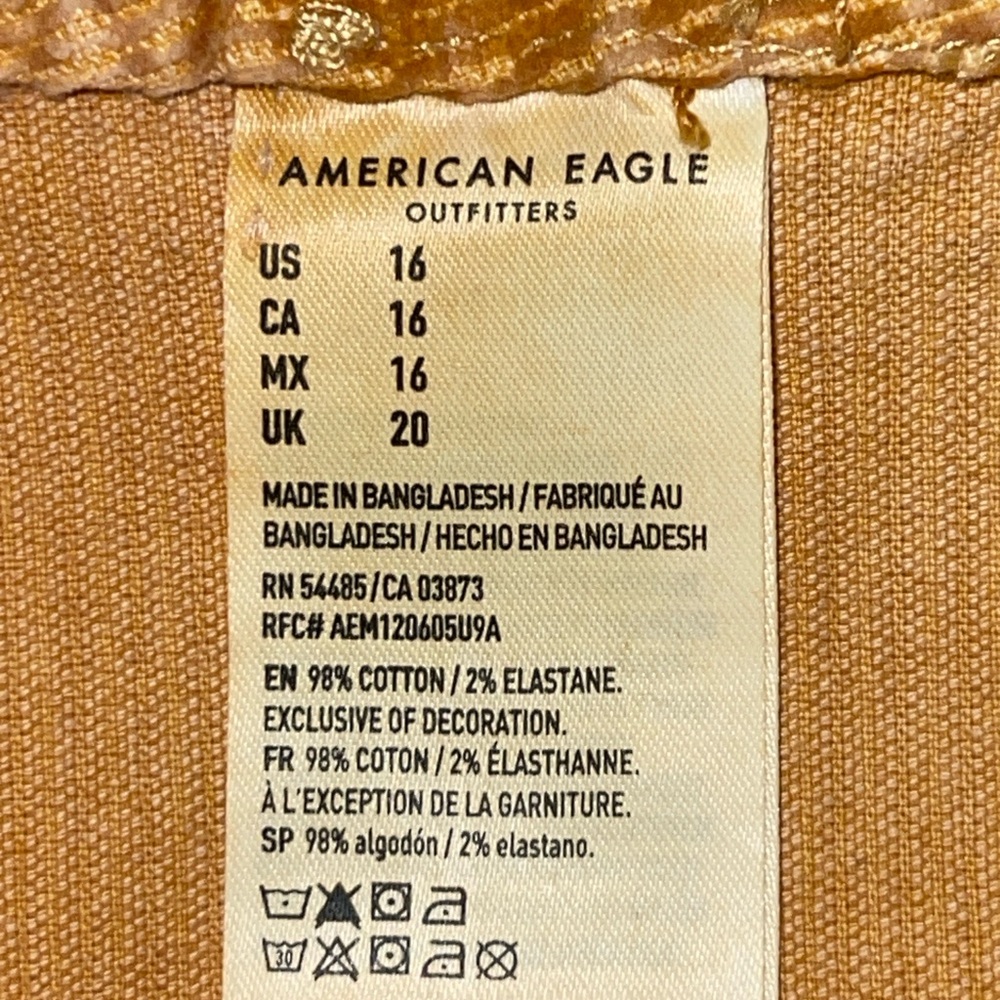 AMERICAN EAGLE
OUTFITTERS
US 16
CA 16
MX 16
UK 20
MADE IN BANGLADESH / FABRIQUÉ AU
BANGLADESH / HECHO EN BANGLADESH
RN 54485 / CA 03873
RFC# AEM120605U9A
EN 98% COTTON / 2% ELASTANE.
EXCLUSIVE OF DECORATION.
FR 98% COTON / 2% ÉLASTHANNE.
À L'EXCEPTION DE LA GARNITURE.
SP 98% algodón / 2% elastano.
30